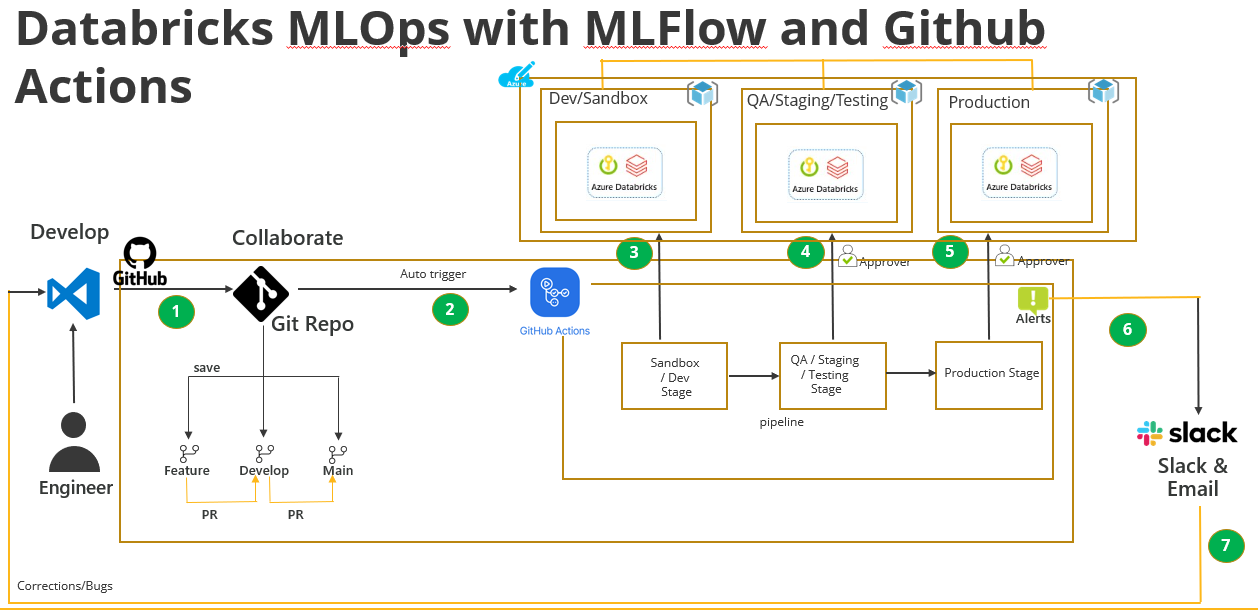 Databricks MLOps with MLFlow and Github
Actions
Azure
Dev/Sandbox
QA/Staging/Testing
Production
Azure Databricks
Azure Databricks
Azure Databricks
Develop
GitHub
Collaborate
3
4
Approver
5
Approver
1
Auto trigger
2
GitHub Actions
Git Repo
Alerts
6
save
Sandbox
/ Dev
Stage
QA / Staging
/ Testing
Stage
Production Stage
pipeline
slack
Slack &
Email
Feature
Develop
Main
PR
PR
Engineer
7
Corrections/Bugs